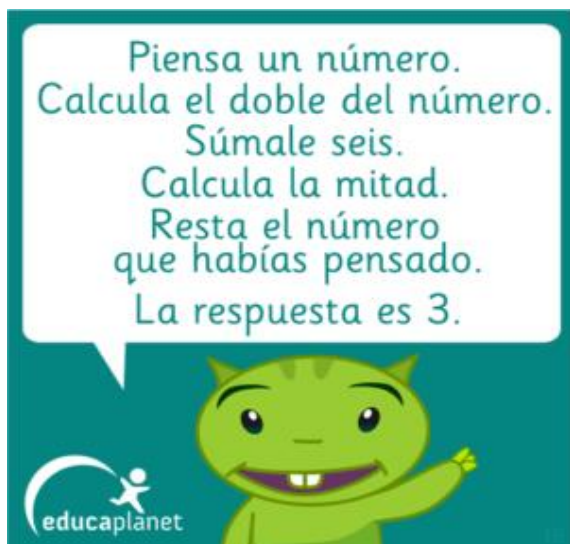 Piensa un número.
Calcula el doble del número.
Súmale seis.
Calcula la mitad.
Resta el número
que habías pensado.
La respuesta es 3.
educaplanet